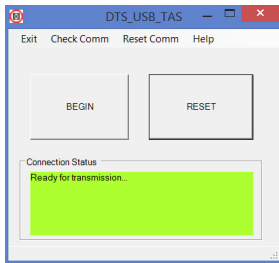 DTS_USB_TAS
Exit Check Comm Reset Comm Help
BEGIN RESET
Connection Status
Ready for transmission...